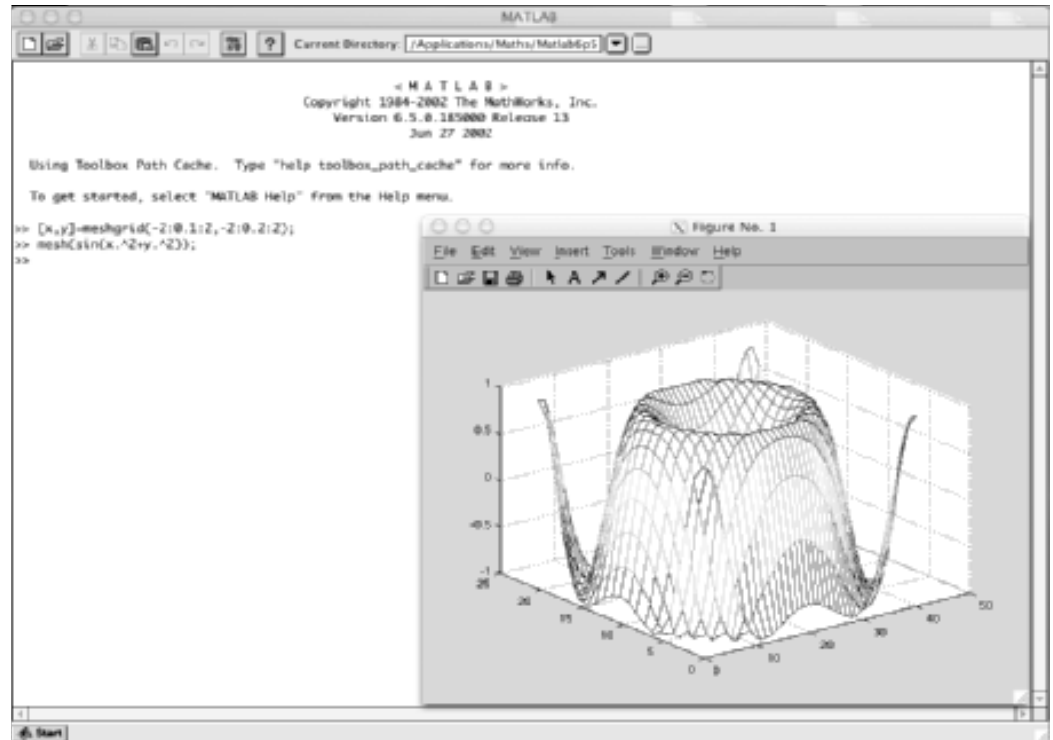 MATLAB
? Current Directory: /Applications/Maths/Matlab6p5
< M A T L A B >
Copyright 1984-2002 The MathWorks, Inc.
Version 6.5.0.185000 Release 13
Jun 27 2002
Using Toolbox Path Cache. Type "help toolbox_path_cache" for more info.
To get started, select "MATLAB Help" from the Help menu.
>> [x,y]=meshgrid(-2:0.1:2,-2:0.2:2);
>> mesh(sin(x.^2+y.^2));
>>
X Figure No. 1
File Edit View Insert Tools Window Help
A
1
0.5
0
-0.5
-1
25
20
15
10
5
0
0
10
20
30
40
50
Start